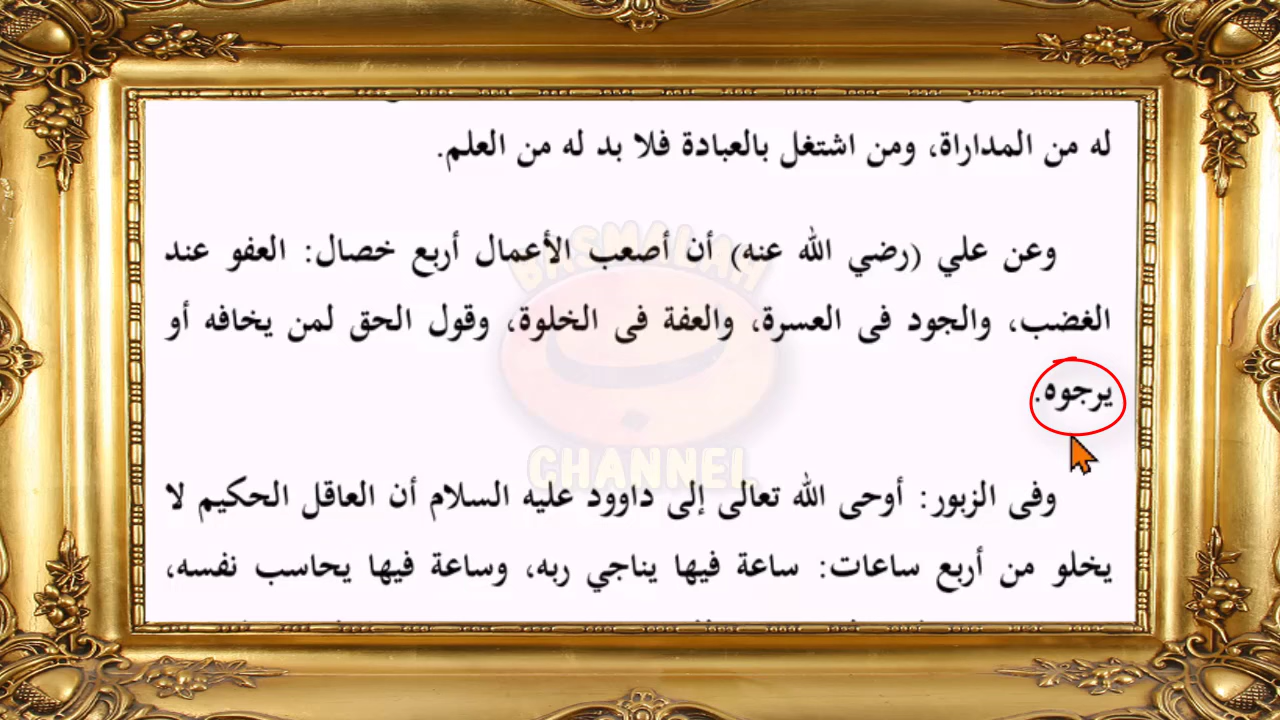 له من المداراة، ومن اشتغل بالعبادة فلا بد له من العلم.
وعن علي (رضي الله عنه) أن أصعب الأعمال أربع خصال: العفو عند
الغضب، والجود فى العسرة، والعفة فى الخلوة، وقول الحق لمن يخافه أو
يرجوه.
وفى الزبور: أوحى الله تعالى إلى داوود عليه السلام أن العاقل الحكيم لا
يخلو من أربع ساعات: ساعة فيها يناجي ربه، وساعة فيها يحاسب نفسه،
BASMALAH
ب
CHANNEL